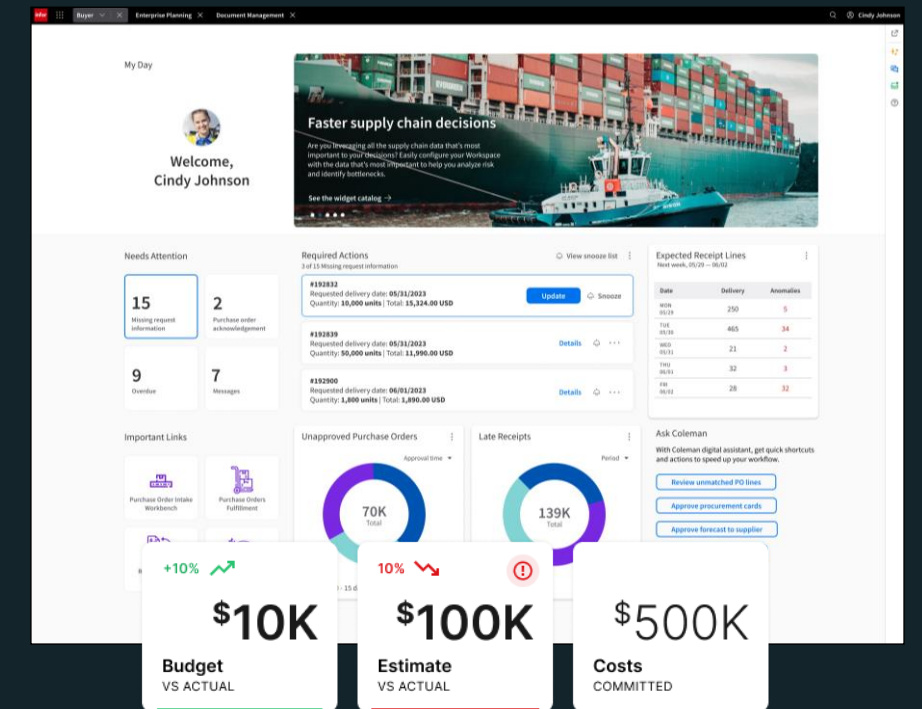 infor
Buyer
Enterprise Planning
Document Management
Cindy Johnson
My Day
Welcome,
Cindy Johnson
Faster supply chain decisions
Are you leveraging all the supply chain data that's most
important to your decisions? Easily configure your Workspace
with the data that's most important to help you analyze risk
and identify bottlenecks.
See the widget catalog →
EVERGREEN
Needs Attention
15
Missing request
information
2
Purchase order
acknowledgement
9
Overdue
7
Messages
Required Actions
3 of 15 Missing request information
View snooze list
#192832
Requested delivery date: 05/31/2023
Quantity: 10,000 units | Total: 15,324.00 USD
Update
Snooze
#192839
Requested delivery date: 05/31/2023
Quantity: 50,000 units | Total: 11,990.00 USD
Details
#192900
Requested delivery date: 06/01/2023
Quantity: 1,800 units | Total: 1,890.00 USD
Details
Expected Receipt Lines
Next week, 05/29 — 06/02
Date Delivery Anomalies
MON
05/29 250 5
TUE
05/30 465 34
WED
05/31 21 2
THU
06/01 32 3
FRI
06/02 28 32
Important Links
Purchase Order Intake
Workbench
Purchase Orders
Fulfillment
Unapproved Purchase Orders
Approval time
70K
Total
Late Receipts
Period
139K
Total
Ask Coleman
With Coleman digital assistant, get quick shortcuts
and actions to speed up your workflow.
Review unmatched PO lines
Approve procurement cards
Approve forecast to supplier
+10%
$10K
Budget
VS ACTUAL
10%
$100K
Estimate
VS ACTUAL
$500K
Costs
COMMITTED